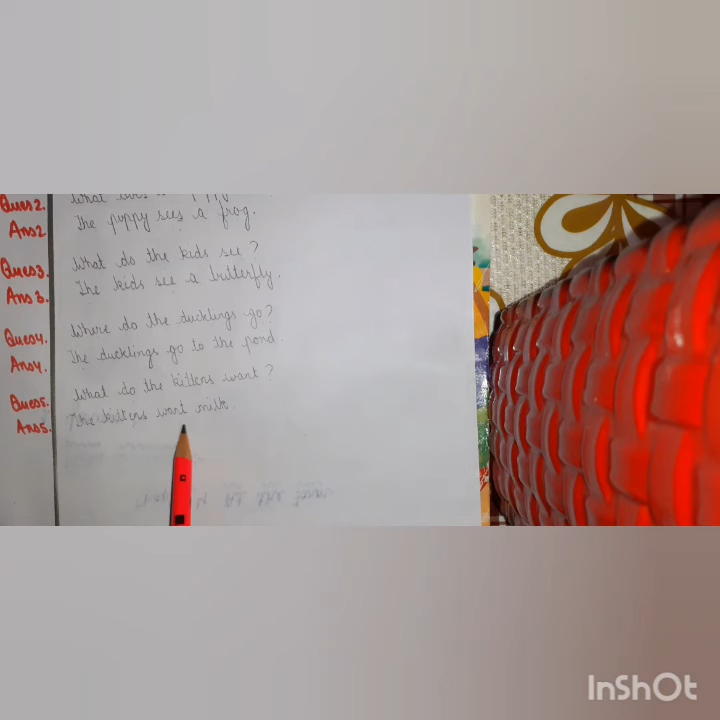 Ques2.
Ans2 The puppy sees a frog.
Ques3. What do the kids see?
Ans3. The kids see a butterfly.
Ques4. Where do the ducklings go?
Ans4. The ducklings go to the pond.
Ques5. What do the kittens want?
Ans5. The kittens want milk.
InShOt